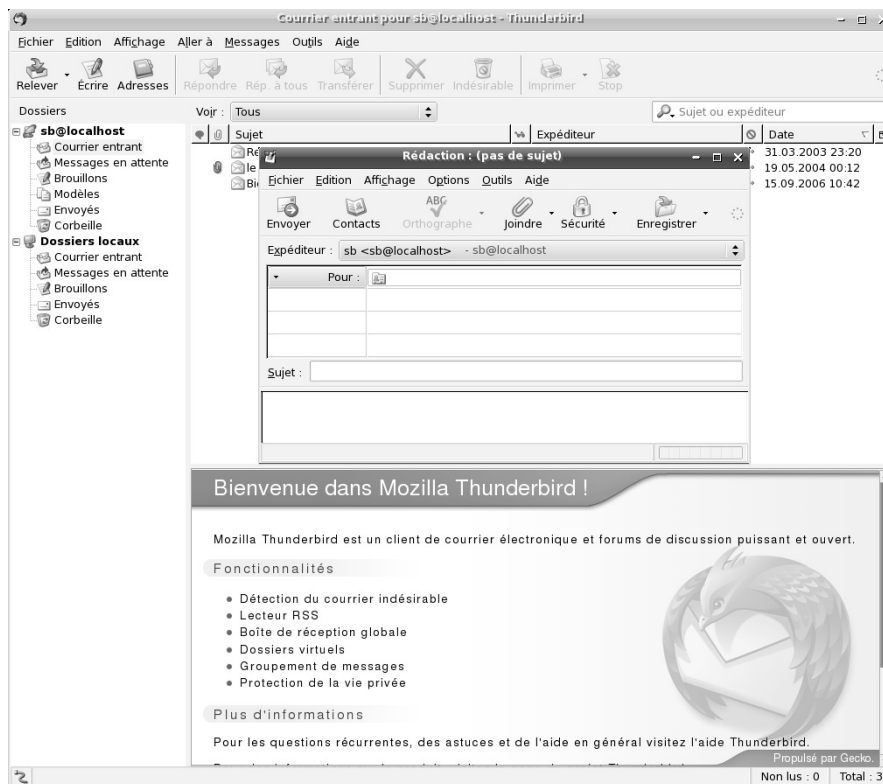 Courrier entrant pour sb@localhost - Thunderbird
Fichier Edition Affichage Aller à Messages Outils Aide
Relever Écrire Adresses Répondre Rép. à tous Transférer Supprimer Indésirable Imprimer Stop
Dossiers
Voir : Tous
Sujet ou expéditeur
Sujet Expéditeur Date
sb@localhost
Courrier entrant
Messages en attente
Brouillons
Modèles
Envoyés
Corbeille
Dossiers locaux
Courrier entrant
Messages en attente
Brouillons
Envoyés
Corbeille
31.03.2003 23:20
le 19.05.2004 00:12
15.09.2006 10:42
Rédaction : (pas de sujet)
Fichier Edition Affichage Options Outils Aide
ABC
Envoyer Contacts Orthographe Joindre Sécurité Enregistrer
Expéditeur : sb <sb@localhost> - sb@localhost
Pour :
Sujet :
Bienvenue dans Mozilla Thunderbird !
Mozilla Thunderbird est un client de courrier électronique et forums de discussion puissant et ouvert.
Fonctionnalités
Détection du courrier indésirable
Lecteur RSS
Boîte de réception globale
Dossiers virtuels
Groupement de messages
Protection de la vie privée
Plus d'informations
Pour les questions récurrentes, des astuces et de l'aide en général visitez l'aide Thunderbird.
Propulsé par Gecko.
Non lus : 0 Total : 3